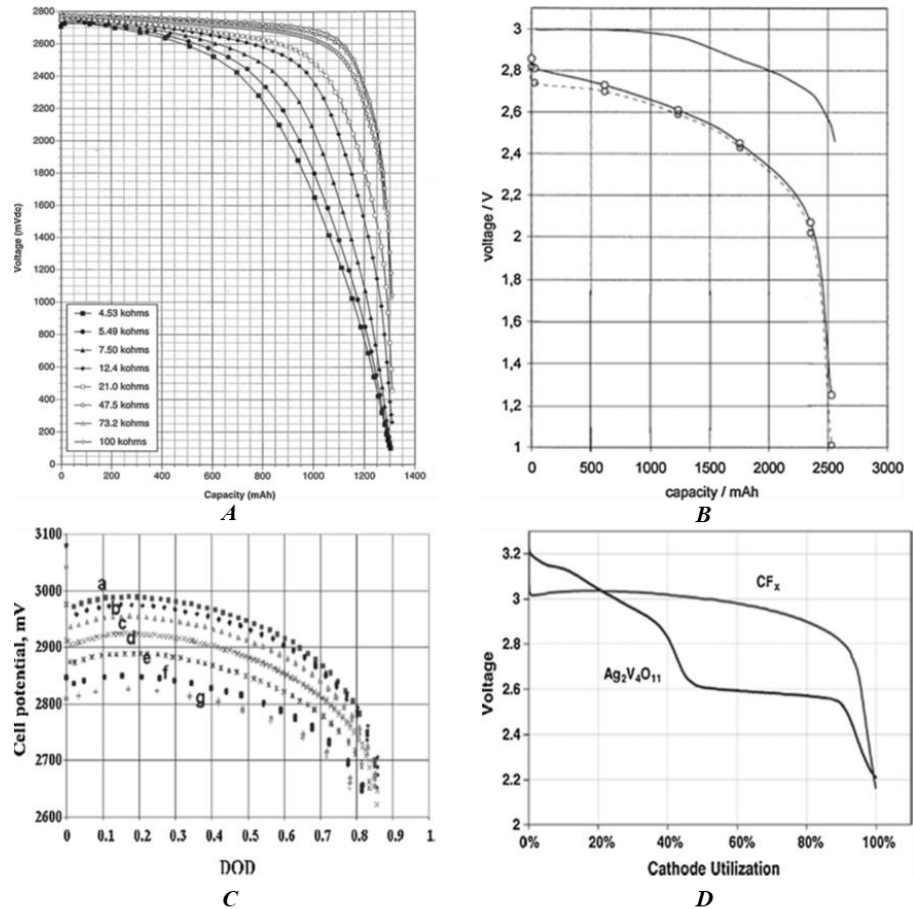 2800
2600
2400
2200
2000
1800
1600
1400
1200
1000
800
600
400
200
0
Voltage (mVdc)
4.53 kohms
5.49 kohms
7.50 kohms
12.4 kohms
21.0 kohms
47.5 kohms
73.2 kohms
100 kohms
0 200 400 600 800 1000 1200 1400
Capacity (mAh)
A
3,2
3
2,8
2,6
2,4
2,2
2
1,8
1,6
1,4
1,2
1
voltage / V
0 500 1000 1500 2000 2500 3000
capacity / mAh
B
3100
3000
2900
2800
2700
2600
Cell potential, mV
a
b
c
d
e
f
g
0 0.1 0.2 0.3 0.4 0.5 0.6 0.7 0.8 0.9 1.
DOD
C
3.2
3
2.8
2.6
2.4
2.2
2
Voltage
CFx
Ag2V4O11
0% 20% 40% 60% 80% 100%
Cathode Utilization
D